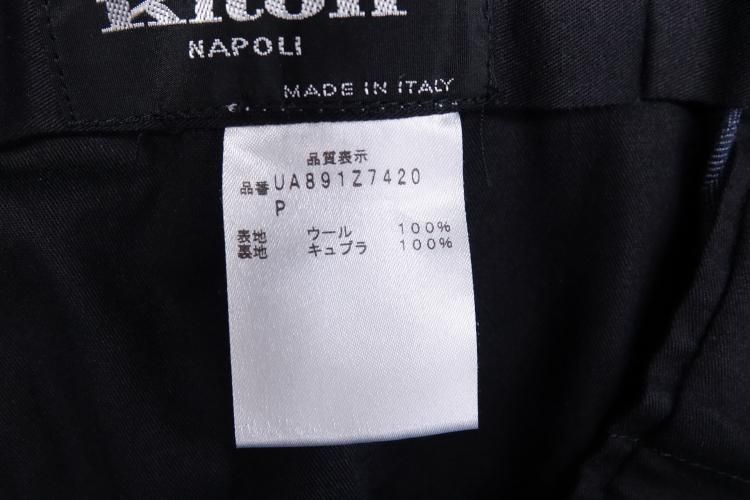 Kiton
NAPOLI
MADE IN ITALY
品質表示
品番 UA891Z7420
P
表地 ウール 100%
裏地 キュプラ 100%